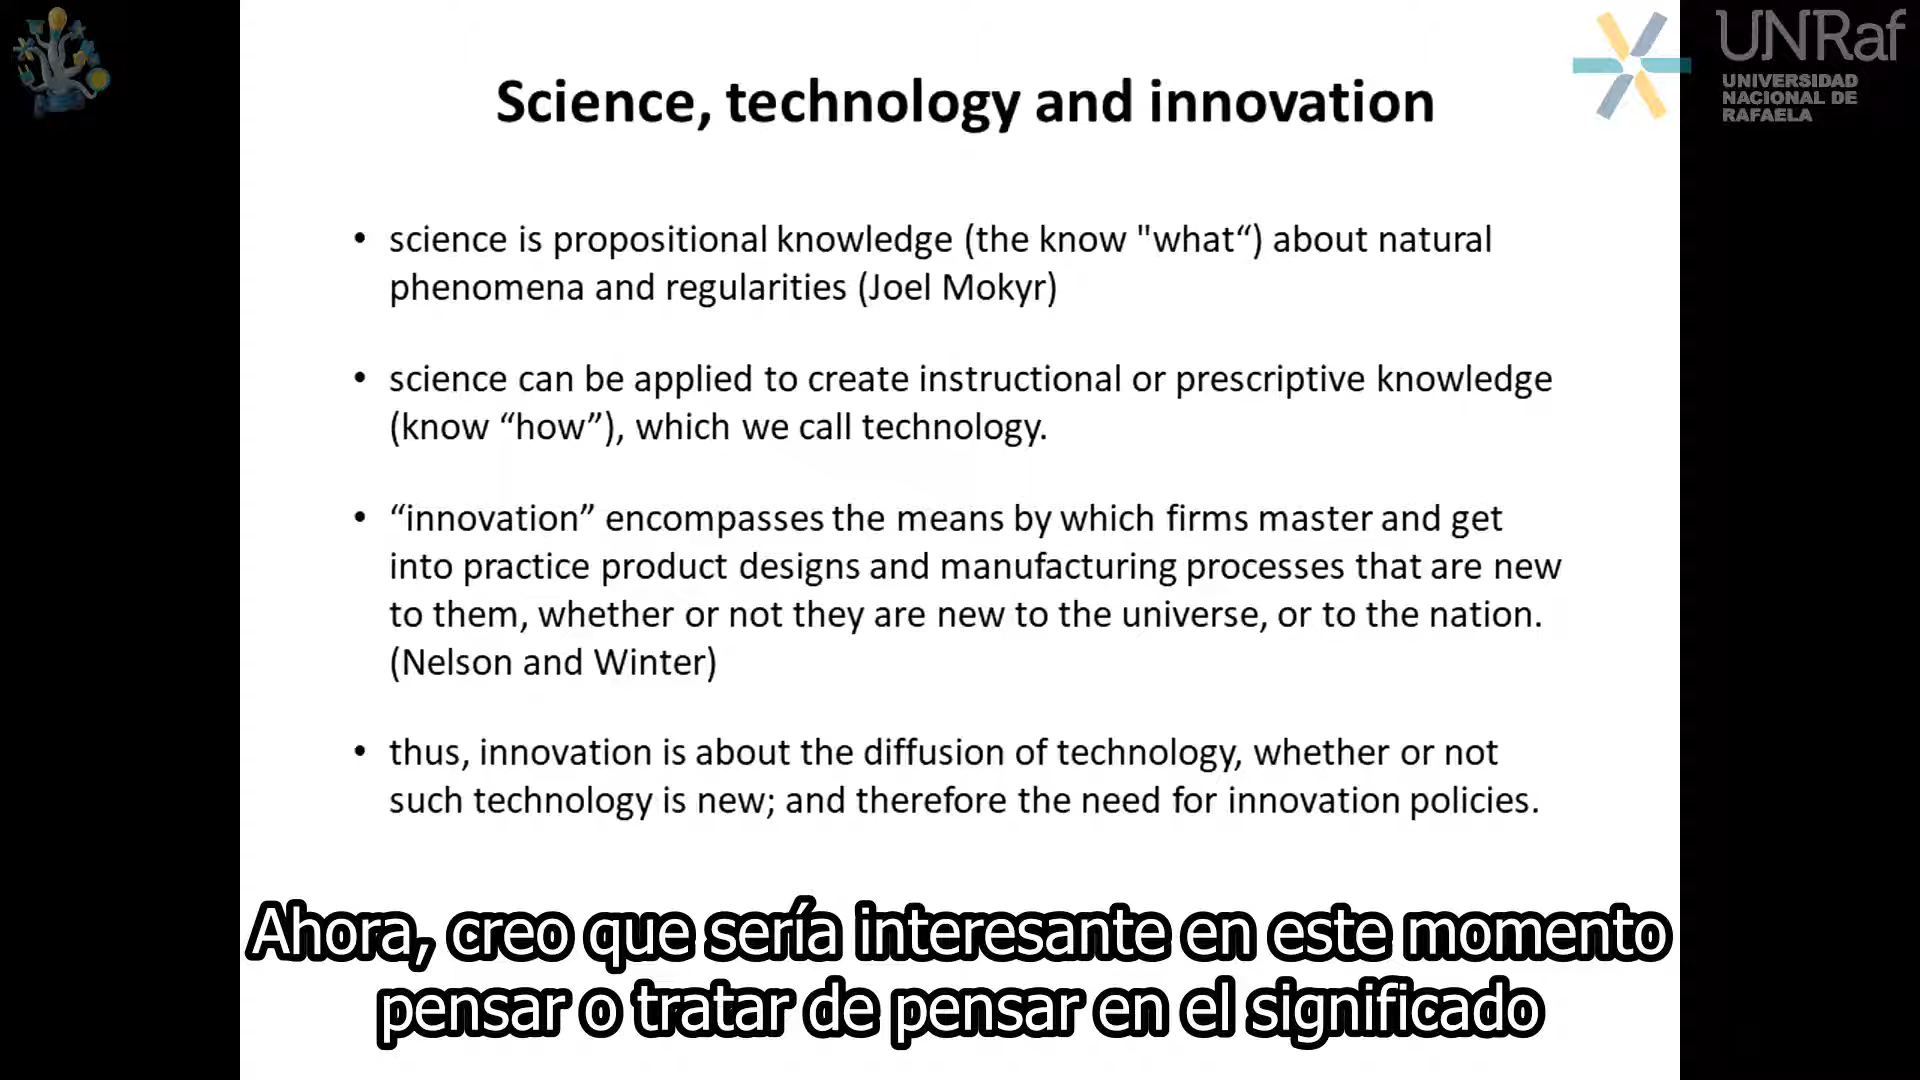 UNRaf
UNIVERSIDAD
NACIONAL DE
RAFAELA
Science, technology and innovation
• science is propositional knowledge (the know "what“) about natural
phenomena and regularities (Joel Mokyr)
• science can be applied to create instructional or prescriptive knowledge
(know “how”), which we call technology.
• “innovation” encompasses the means by which firms master and get
into practice product designs and manufacturing processes that are new
to them, whether or not they are new to the universe, or to the nation.
(Nelson and Winter)
• thus, innovation is about the diffusion of technology, whether or not
such technology is new; and therefore the need for innovation policies.
Ahora, creo que sería interesante en este momento
pensar o tratar de pensar en el significado